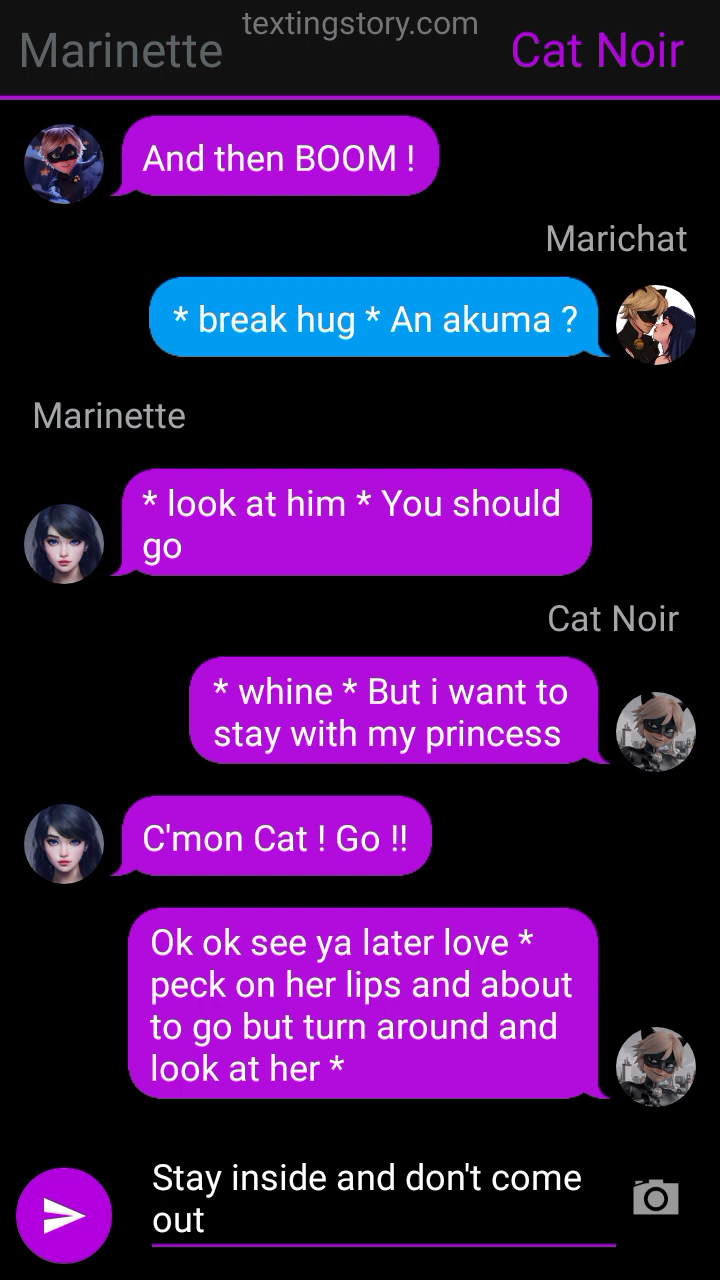 textingstory.com
Marinette
Cat Noir
And then BOOM !
Marichat
* break hug * An akuma ?
Marinette
* look at him * You should
go
Cat Noir
* whine * But i want to
stay with my princess
C'mon Cat ! Go !!
Ok ok see ya later love *
peck on her lips and about
to go but turn around and
look at her *
Stay inside and don't come
out